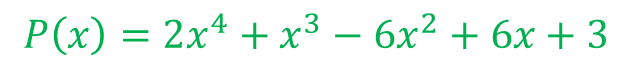 P(x) = 2x⁴ + x³ − 6x² + 6x + 3